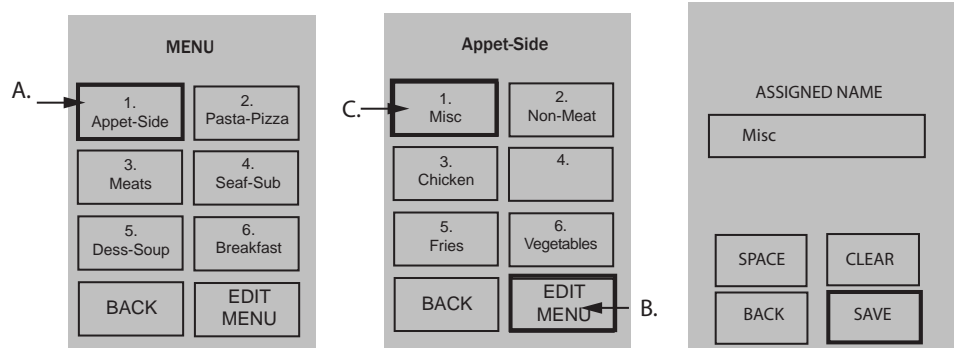 MENU
A.
1.
Appet-Side
2.
Pasta-Pizza
3.
Meats
4.
Seaf-Sub
5.
Dess-Soup
6.
Breakfast
BACK
EDIT
MENU
Appet-Side
C.
1.
Misc
2.
Non-Meat
3.
Chicken
4.
5.
Fries
6.
Vegetables
BACK
EDIT
MENU
B.
ASSIGNED NAME
Misc
SPACE
CLEAR
BACK
SAVE